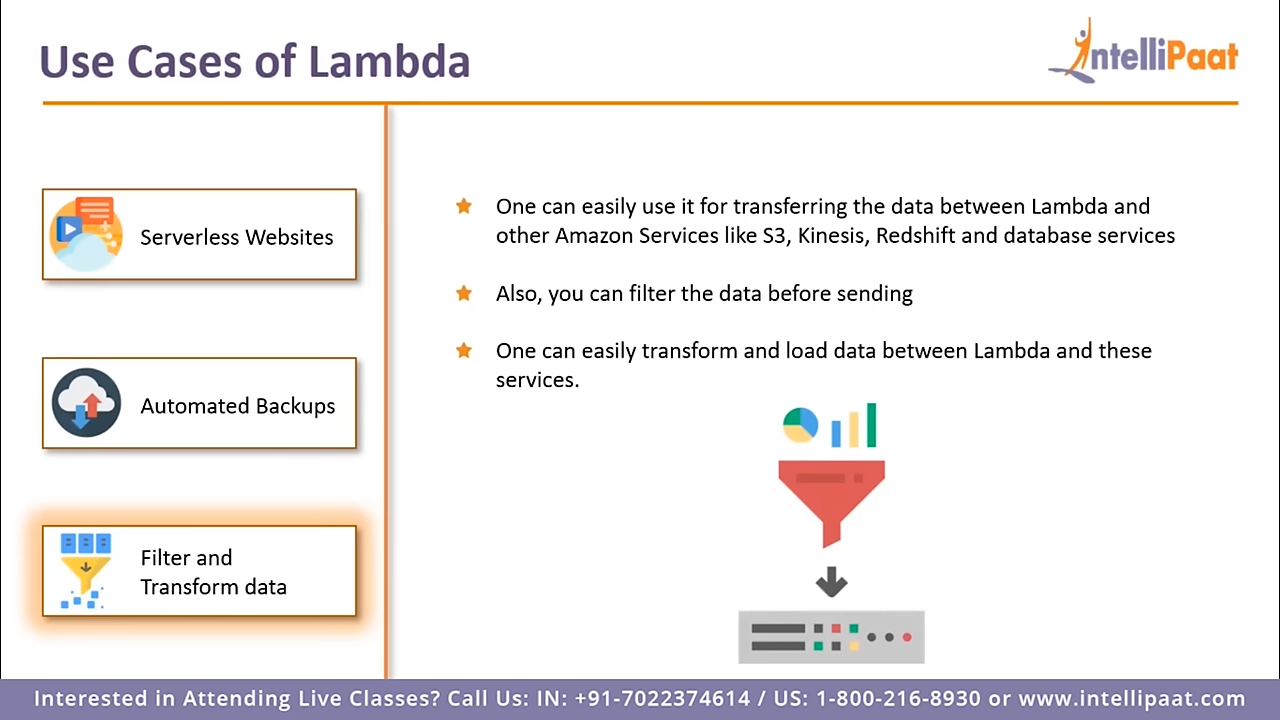 Use Cases of Lambda
IntelliPaat
Serverless Websites
Automated Backups
Filter and
Transform data
One can easily use it for transferring the data between Lambda and
other Amazon Services like S3, Kinesis, Redshift and database services
Also, you can filter the data before sending
One can easily transform and load data between Lambda and these
services.
Interested in Attending Live Classes? Call Us: IN: +91-7022374614 / US: 1-800-216-8930 or www.intellipaat.com